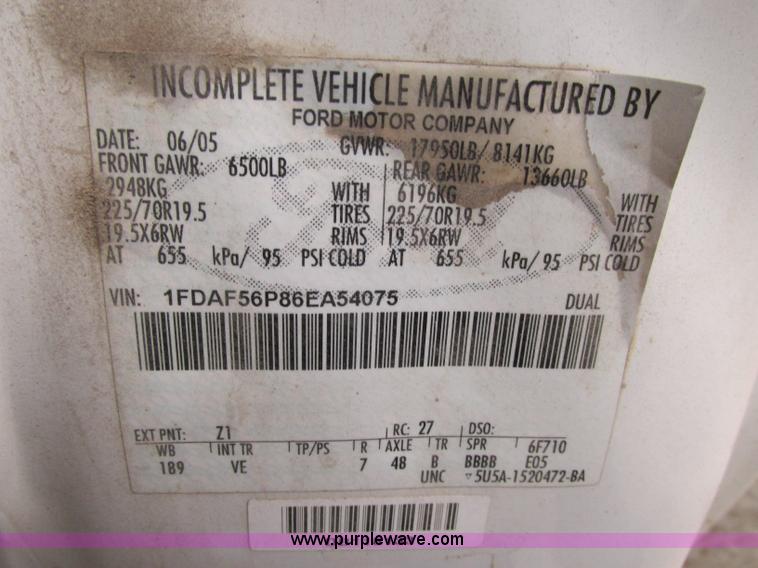 INCOMPLETE VEHICLE MANUFACTURED BY
FORD MOTOR COMPANY
DATE: 06/05 GVWR: 17950LB/8141KG
FRONT GAWR: 6500LB REAR GAWR: 13660LB
2948KG WITH 6196KG WITH
225/70R19.5 TIRES 225/70R19.5 TIRES
19.5X6RW RIMS 19.5X6RW RIMS
AT 655 kPa/ 95 PSI COLD AT 655 kPa/ 95 PSI COLD
VIN: 1FDAF56P86EA54075 DUAL
EXT PNT: Z1 RC: 27 DSO:
WB INT TR TP/PS R AXLE TR SPR 6F710
189 VE 7 48 B BBBB E05
UNC ▽5U5A-1520472-BA
www.purplewave.com